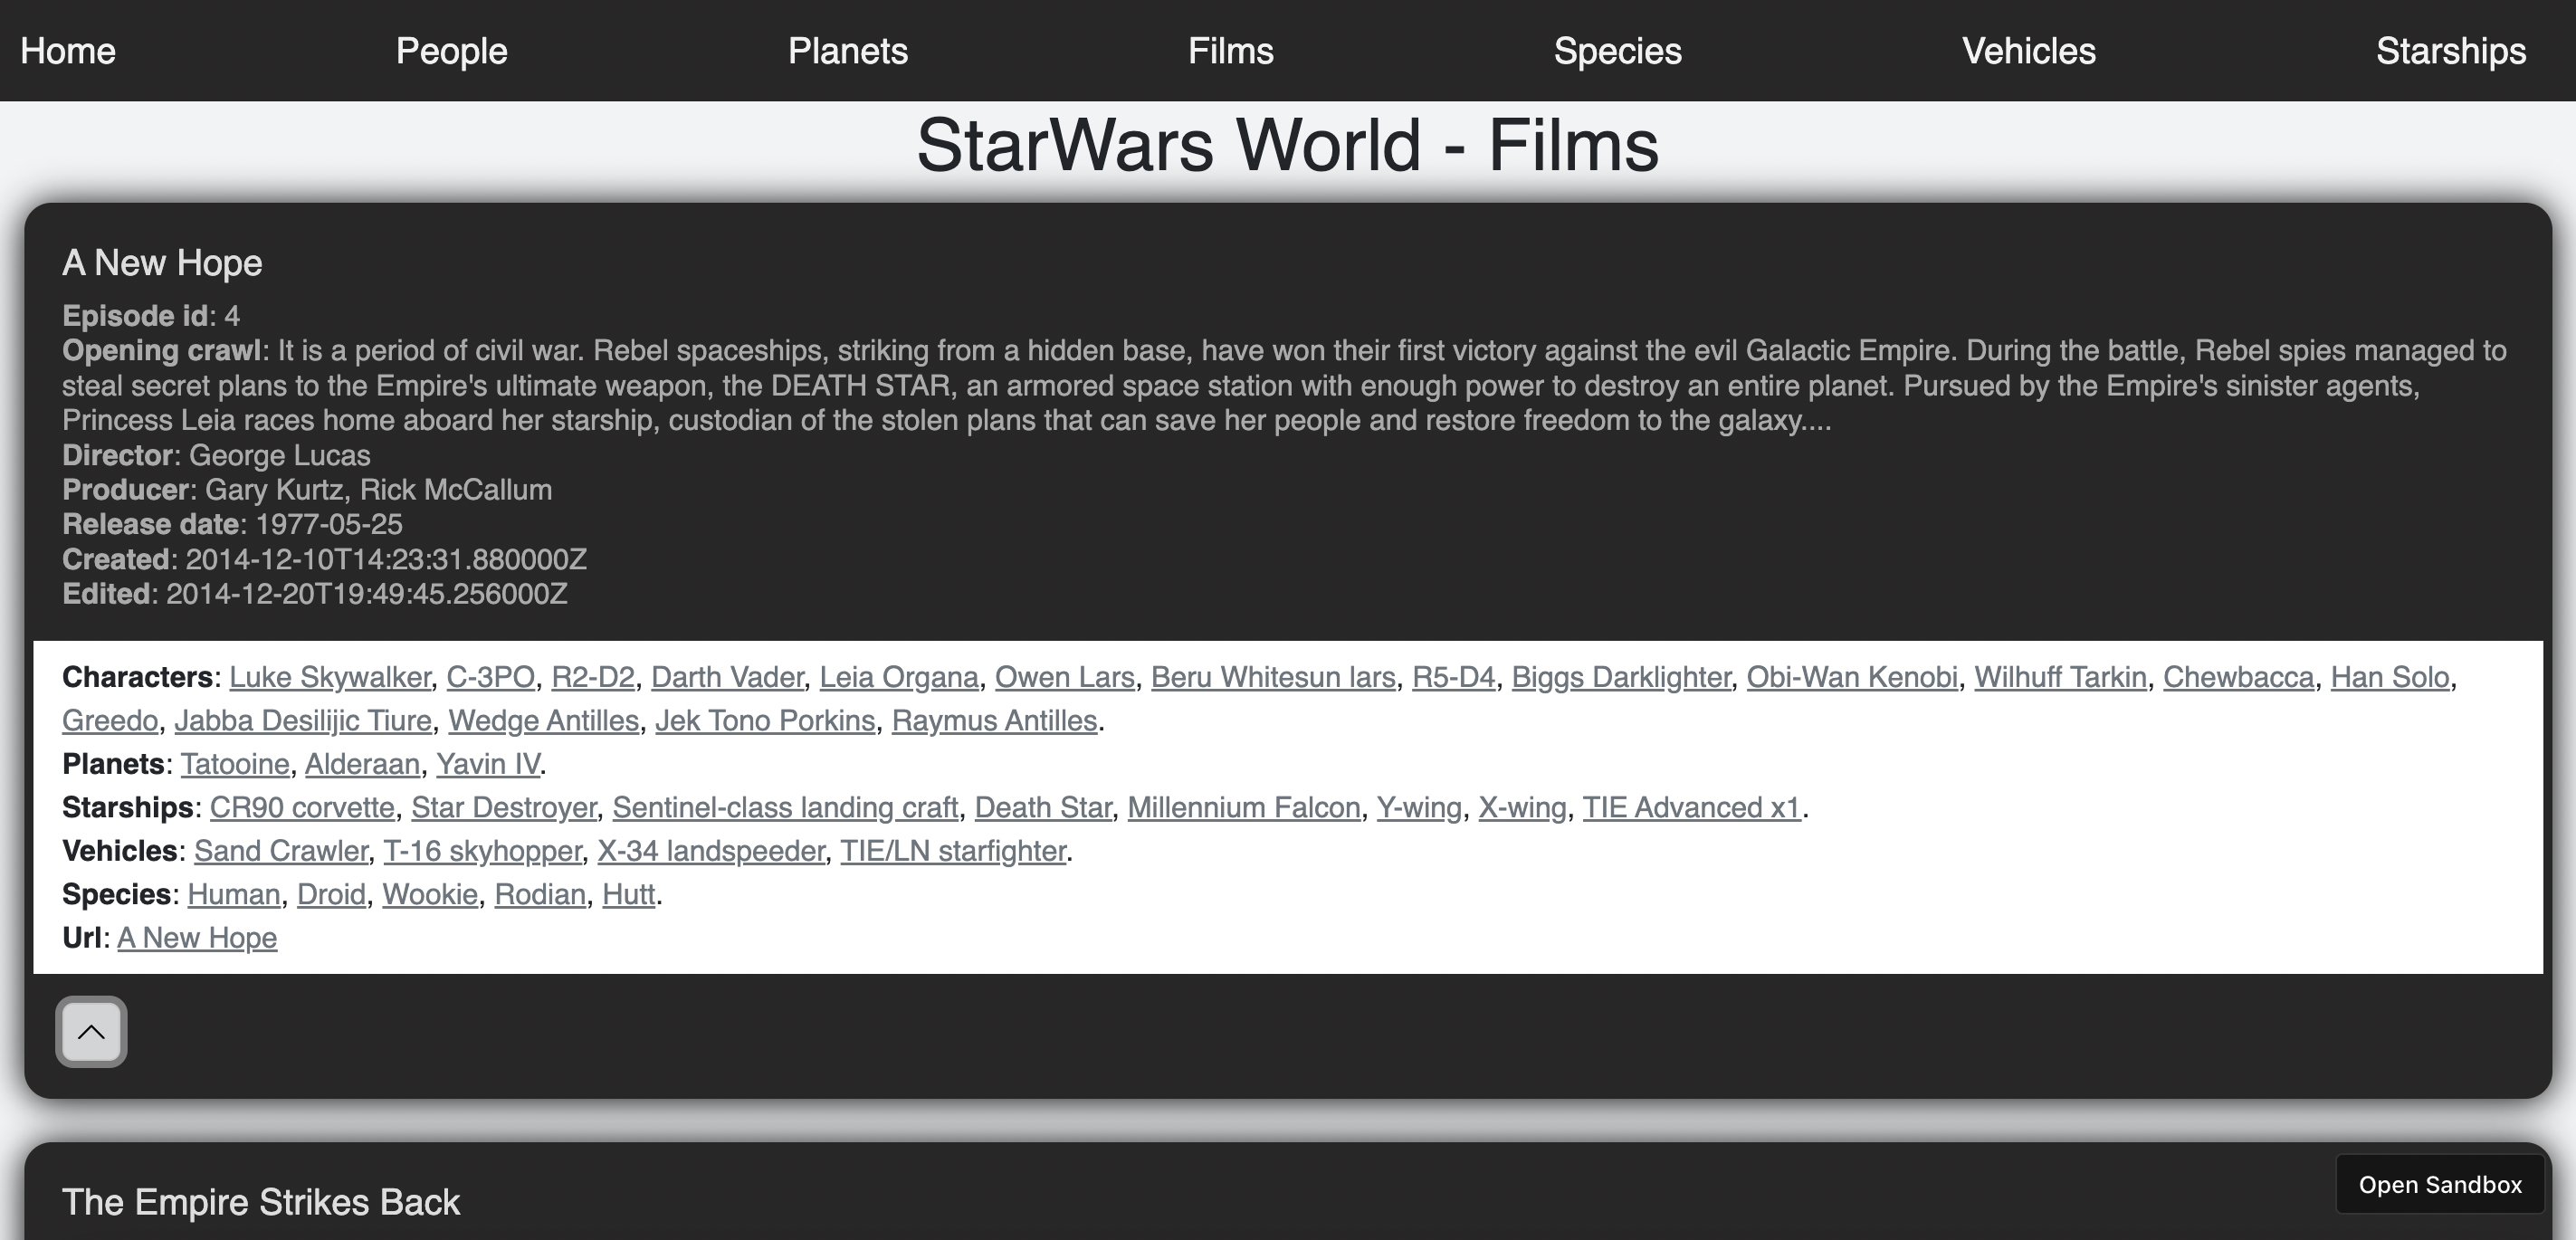 Home People Planets Films Species Vehicles Starships
StarWars World - Films
A New Hope
Episode id: 4
Opening crawl: It is a period of civil war. Rebel spaceships, striking from a hidden base, have won their first victory against the evil Galactic Empire. During the battle, Rebel spies managed to
steal secret plans to the Empire's ultimate weapon, the DEATH STAR, an armored space station with enough power to destroy an entire planet. Pursued by the Empire's sinister agents,
Princess Leia races home aboard her starship, custodian of the stolen plans that can save her people and restore freedom to the galaxy....
Director: George Lucas
Producer: Gary Kurtz, Rick McCallum
Release date: 1977-05-25
Created: 2014-12-10T14:23:31.880000Z
Edited: 2014-12-20T19:49:45.256000Z
Characters: Luke Skywalker, C-3PO, R2-D2, Darth Vader, Leia Organa, Owen Lars, Beru Whitesun lars, R5-D4, Biggs Darklighter, Obi-Wan Kenobi, Wilhuff Tarkin, Chewbacca, Han Solo,
Greedo, Jabba Desilijic Tiure, Wedge Antilles, Jek Tono Porkins, Raymus Antilles.
Planets: Tatooine, Alderaan, Yavin IV.
Starships: CR90 corvette, Star Destroyer, Sentinel-class landing craft, Death Star, Millennium Falcon, Y-wing, X-wing, TIE Advanced x1.
Vehicles: Sand Crawler, T-16 skyhopper, X-34 landspeeder, TIE/LN starfighter.
Species: Human, Droid, Wookie, Rodian, Hutt.
Url: A New Hope
The Empire Strikes Back
Open Sandbox